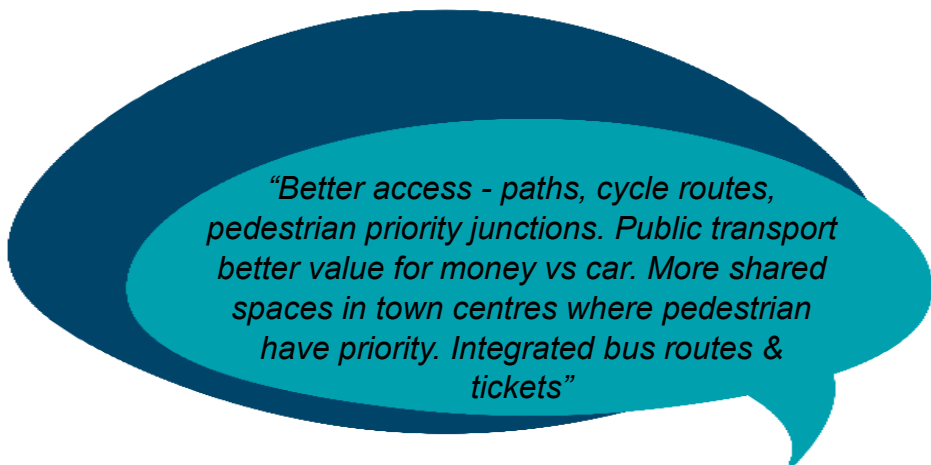 “Better access - paths, cycle routes,
pedestrian priority junctions. Public transport
better value for money vs car. More shared
spaces in town centres where pedestrian
have priority. Integrated bus routes &
tickets”